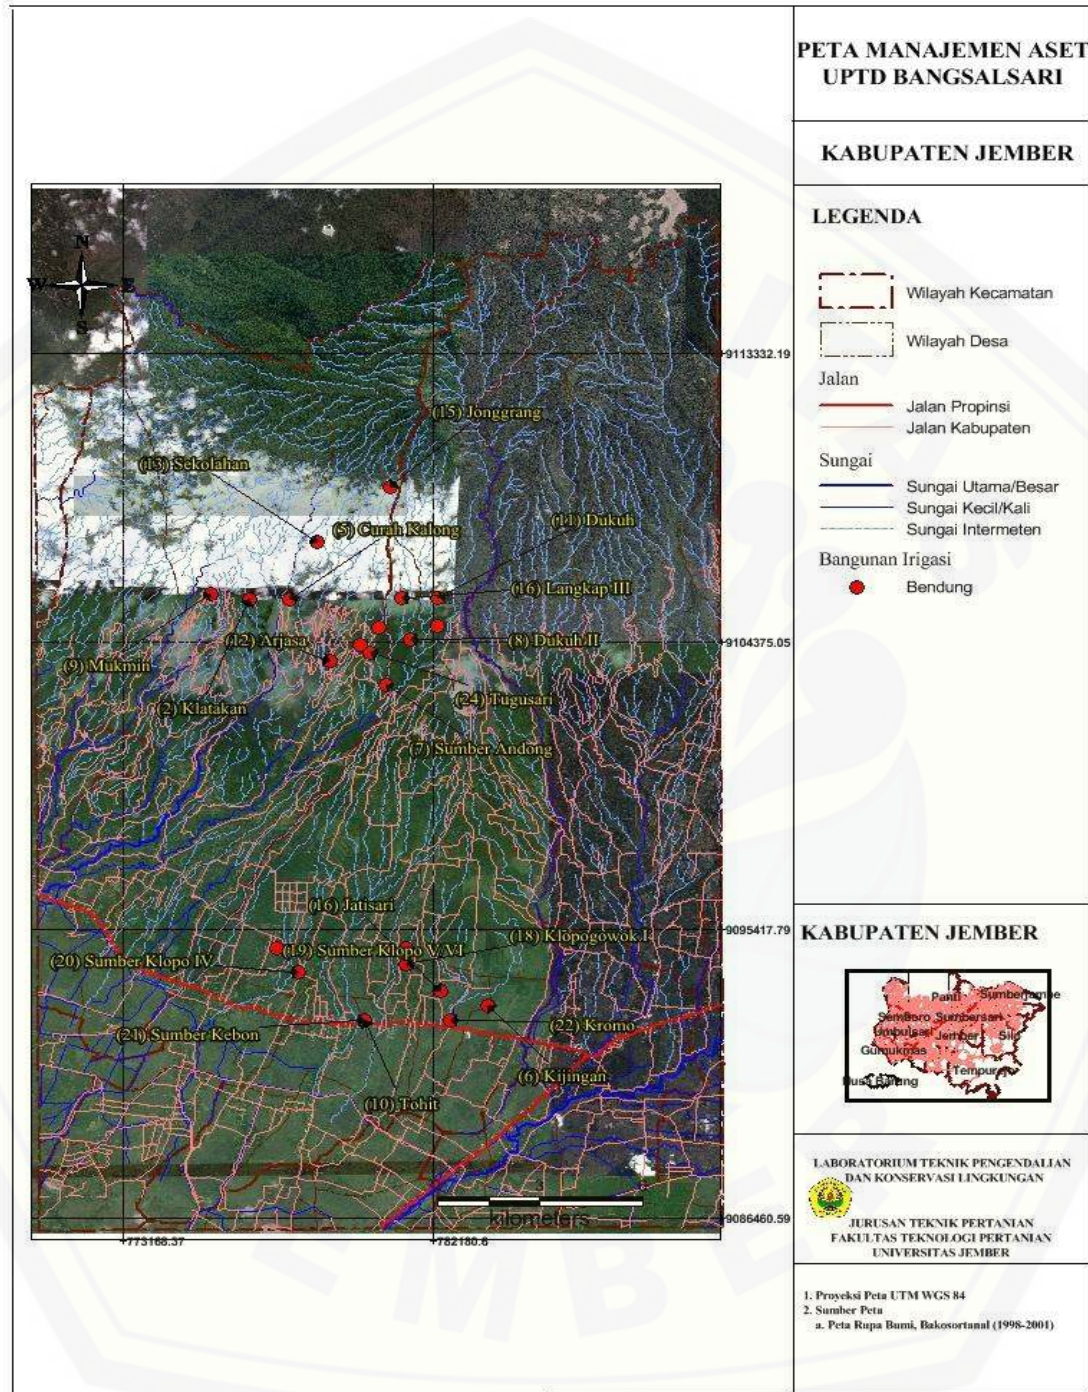 PETA MANAJEMEN ASET
UPTD BANGSALSARI
KABUPATEN JEMBER
LEGENDA
Wilayah Kecamatan
Wilayah Desa
Jalan
Jalan Propinsi
Jalan Kabupaten
Sungai
Sungai Utama/Besar
Sungai Kecil/Kali
Sungai Intermeten
Bangunan Irigasi
Bendung
N
W E
S
9113332.19
(15) Jonggrang
(13) Sekolahan
(5) Curah Kalong
(11) Dukuh
(16) Langkap III
(12) Arjasa
(8) Dukuh II
9104375.05
(9) Mukmin
(2) Klatakan
(24) Tugusari
(7) Sumber Andong
(16) Jatisari
(18) Klopogowok I
9095417.79
(19) Sumber Klopo V/VI
(20) Sumber Klopo IV
(21) Sumber Kebon
(22) Kromo
(6) Kijingan
(10) Tohit
kilometers
9086460.59
773168.37
782180.6
KABUPATEN JEMBER
Panti
Sumberjambe
Semboro
Sumbersari
Umbulsari
Jember
Silo
Gumukmas
Tempurejo
Nusa Barung
LABORATORIUM TEKNIK PENGENDALIAN
DAN KONSERVASI LINGKUNGAN
JURUSAN TEKNIK PERTANIAN
FAKULTAS TEKNOLOGI PERTANIAN
UNIVERSITAS JEMBER
1. Proyeksi Peta UTM WGS 84
2. Sumber Peta
a. Peta Rupa Bumi, Bakosortanal (1998-2001)